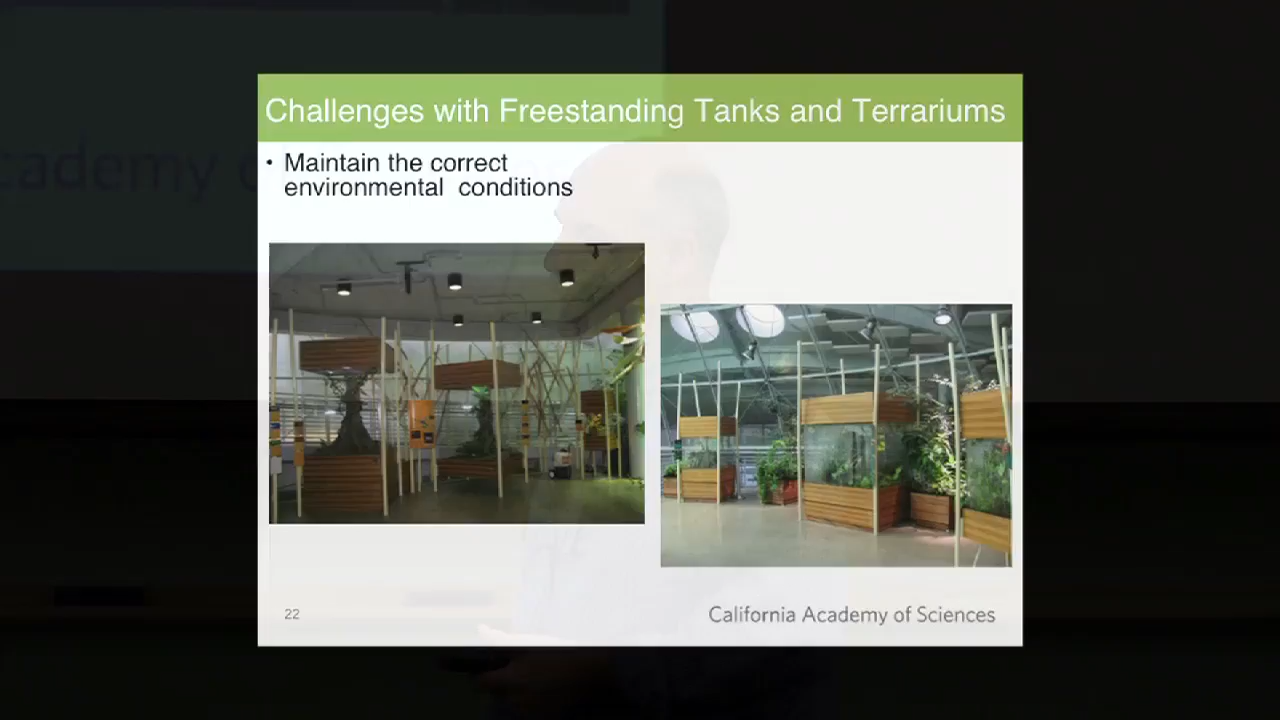 Challenges with Freestanding Tanks and Terrariums
• Maintain the correct
environmental conditions
22
California Academy of Sciences
cademy o